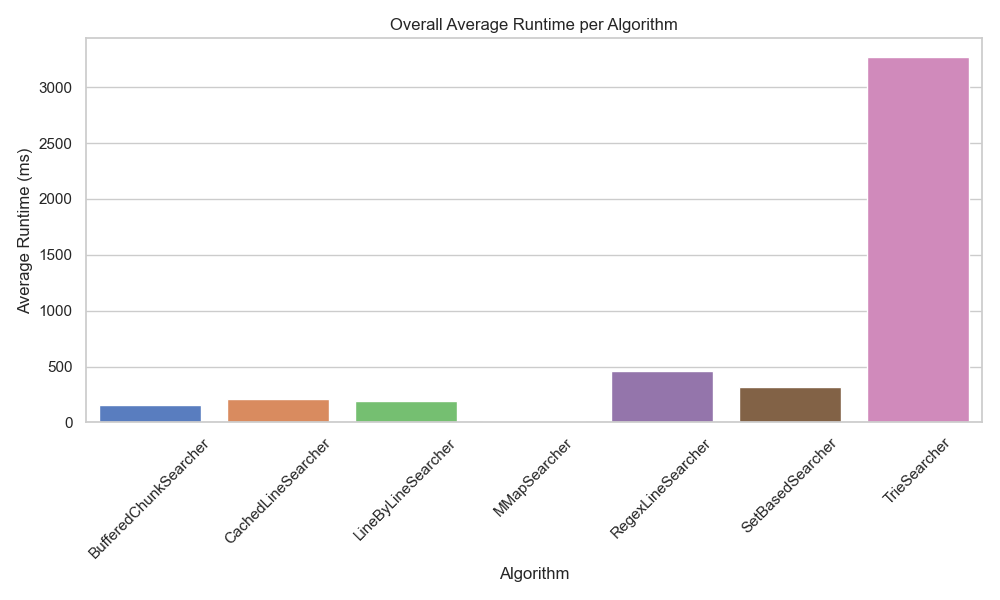 Overall Average Runtime per Algorithm
Average Runtime (ms)
3000
2500
2000
1500
1000
500
0
BufferedChunkSearcher
CachedLineSearcher
LineByLineSearcher
MMapSearcher
RegexLineSearcher
SetBasedSearcher
TrieSearcher
Algorithm